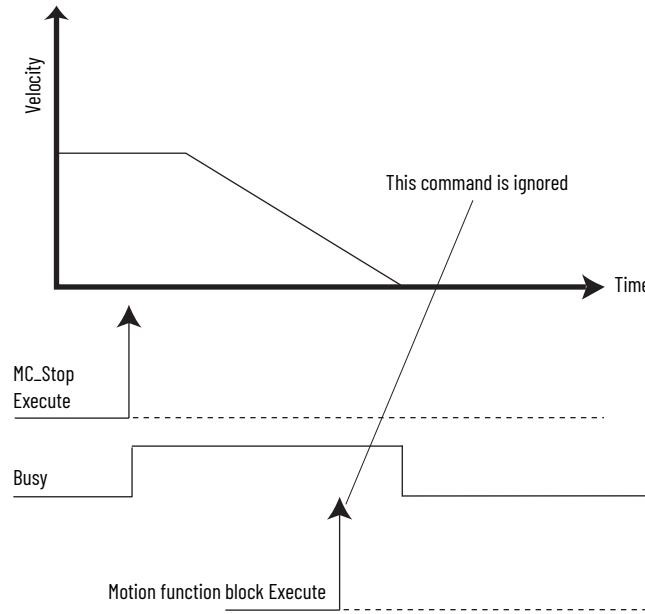 Velocity
This command is ignored
Time
MC_Stop
Execute
Busy
Motion function block Execute